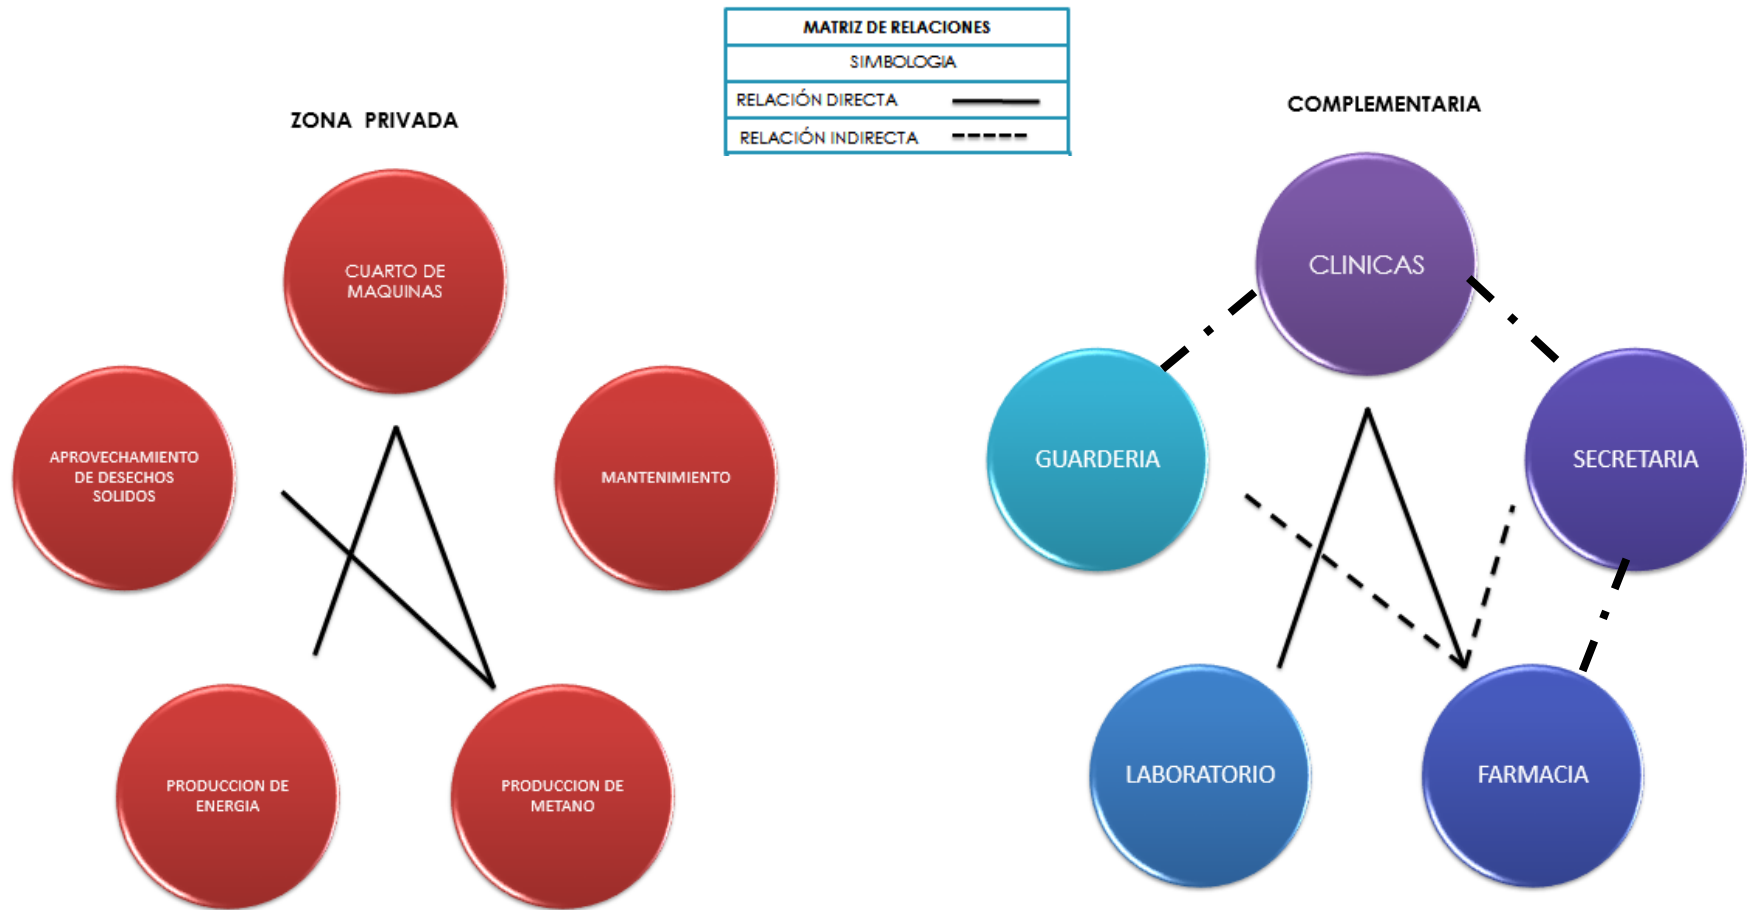 MATRIZ DE RELACIONES
SIMBOLOGIA
RELACIÓN DIRECTA
RELACIÓN INDIRECTA
ZONA PRIVADA
CUARTO DE
MAQUINAS
APROVECHAMIENTO
DE DESECHOS
SOLIDOS
MANTENIMIENTO
PRODUCCION DE
ENERGIA
PRODUCCION DE
METANO
COMPLEMENTARIA
CLINICAS
GUARDERIA
SECRETARIA
LABORATORIO
FARMACIA